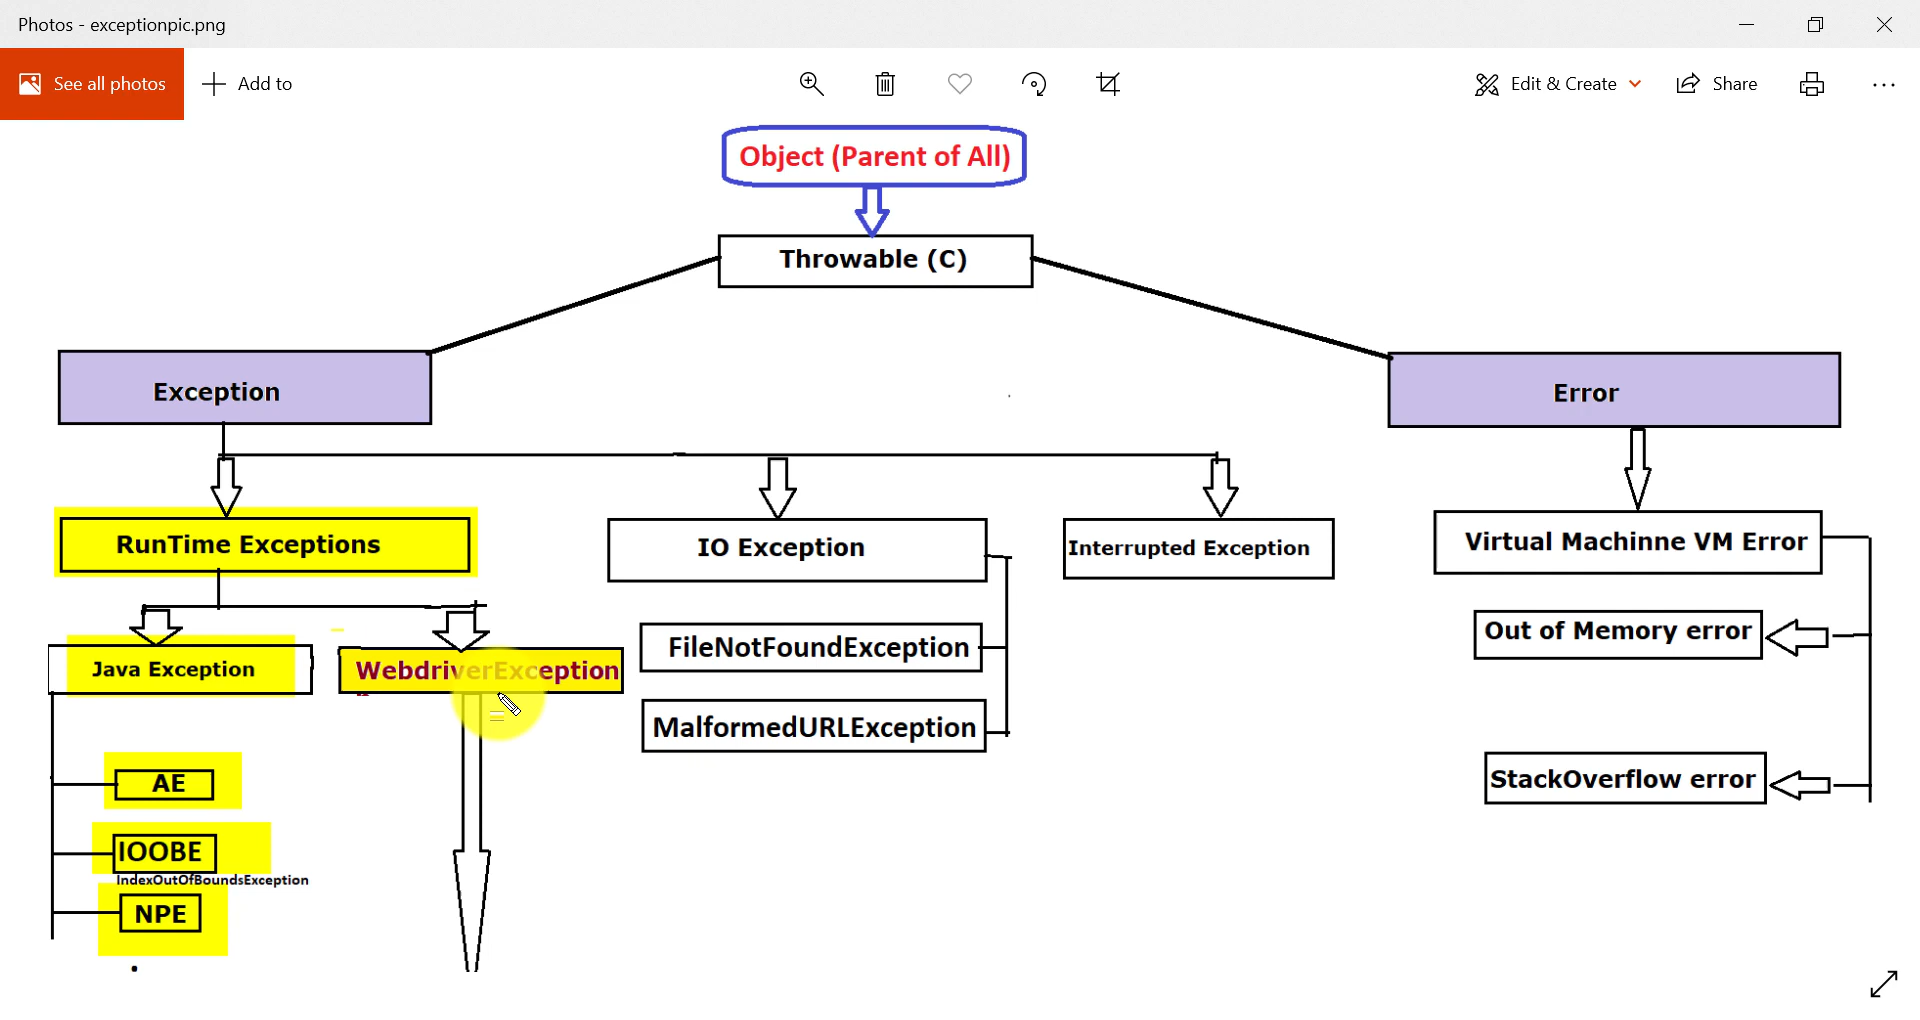 Photos - exceptionpic.png
See all photos
Add to
Edit & Create
Share
Object (Parent of All)
Throwable (C)
Exception
Error
RunTime Exceptions
IO Exception
Interrupted Exception
Virtual Machinne VM Error
Java Exception
WebdriverException
FileNotFoundException
Out of Memory error
MalformedURLException
StackOverflow error
AE
IOOBE
IndexOutOfBoundsException
NPE